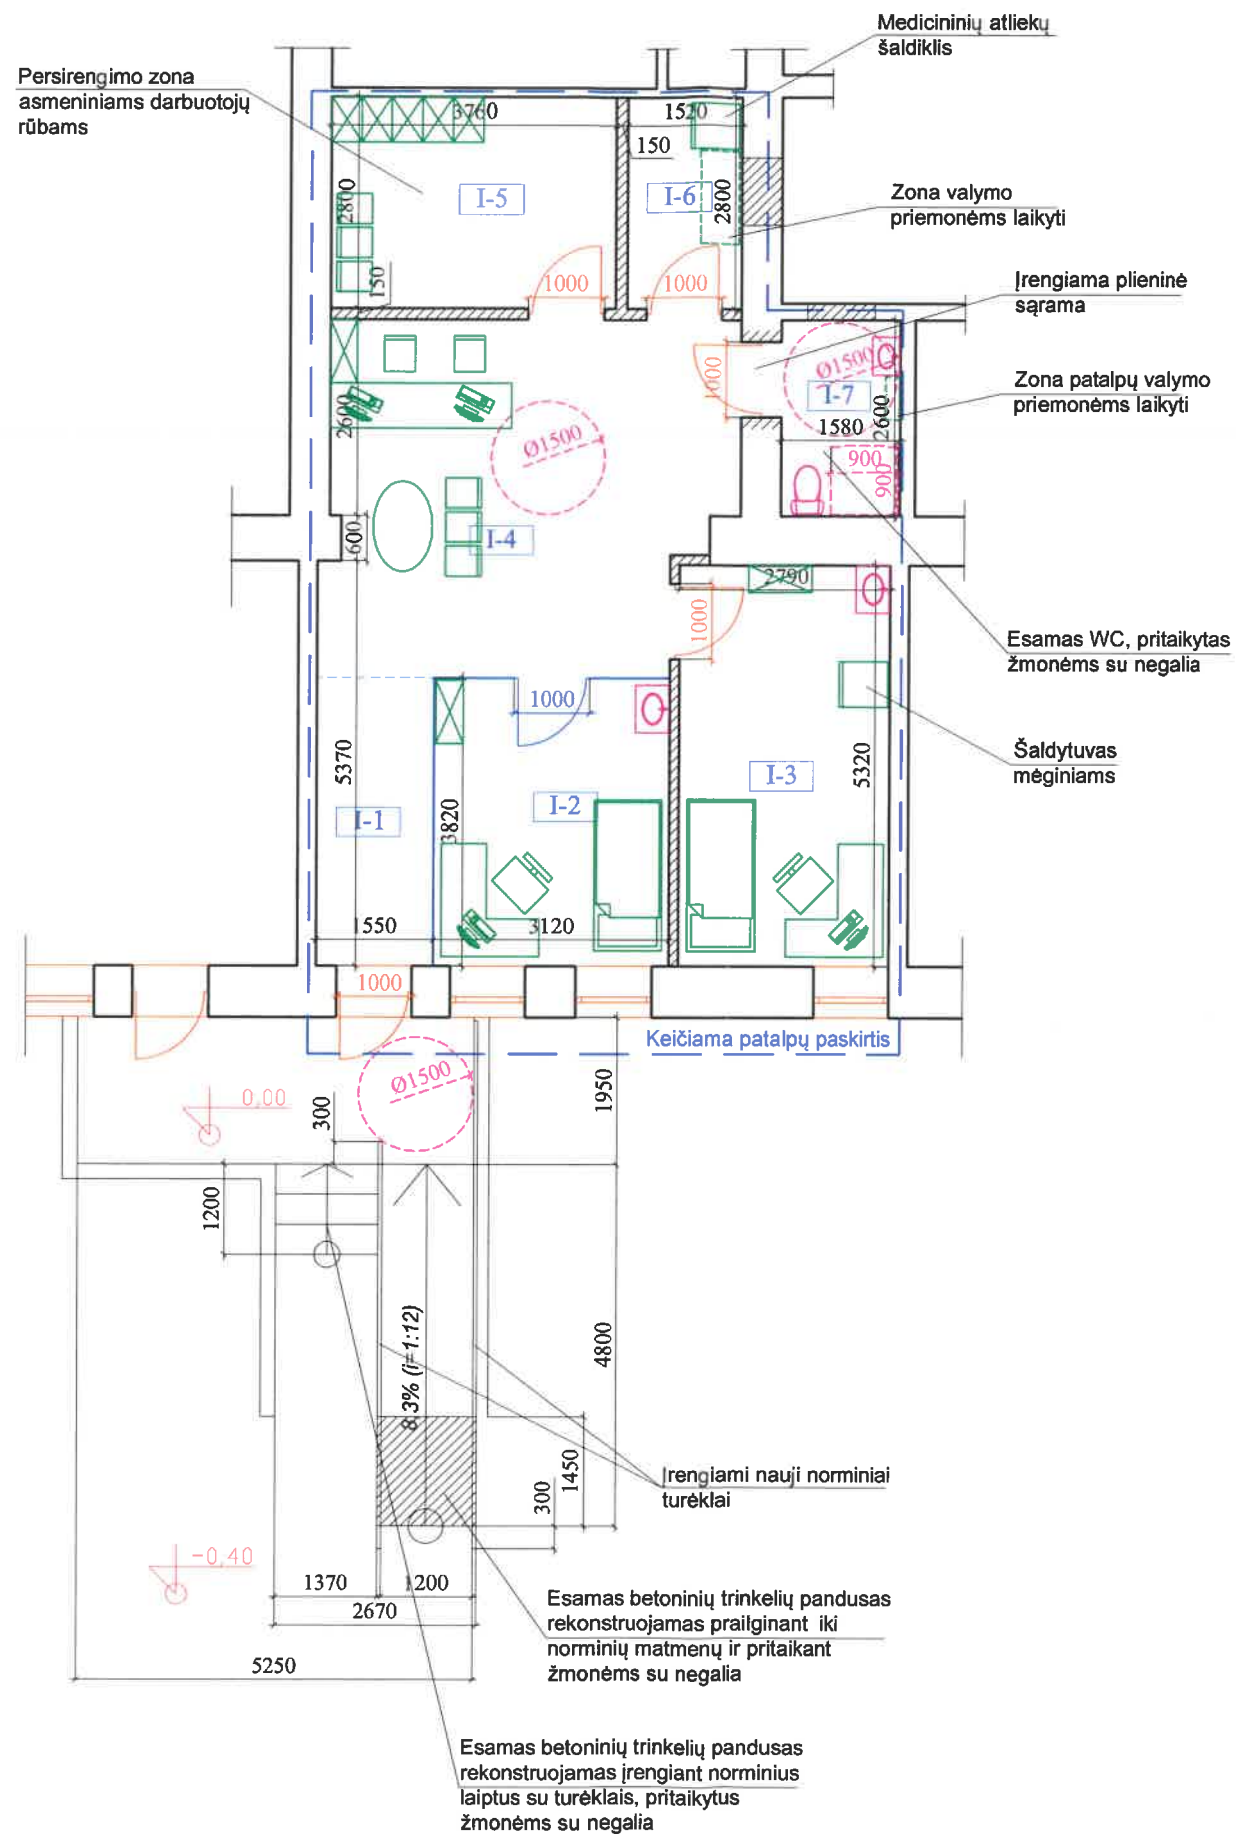 Medicininių atliekų
šaldiklis
Persirengimo zona
asmeniniams darbuotojų
rūbams
3760
1520
150
I-5
I-6
2800
2800
Zona valymo
priemonėms laikyti
150
1000
1000
Įrengiama plieninė
sąrama
1000
Ø1500
I-7
Zona patalpų valymo
priemonėms laikyti
2600
2600
1580
Ø1500
900
900
I-4
600
2790
1000
Esamas WC, pritaikytas
žmonėms su negalia
1000
5370
3820
5320
I-1
I-2
I-3
Šaldytuvas
mėginiams
1550
3120
1000
Keičiama patalpų paskirtis
Ø1500
0,00
300
1950
1200
8.3% (i=1:12)
4800
1450
300
Įrengiami nauji norminiai
turėklai
-0,40
1370
1200
2670
5250
Esamas betoninių trinkelių pandusas
rekonstruojamas prailginant iki
norminių matmenų ir pritaikant
žmonėms su negalia
Esamas betoninių trinkelių pandusas
rekonstruojamas įrengiant norminius
laiptus su turėklais, pritaikytus
žmonėms su negalia